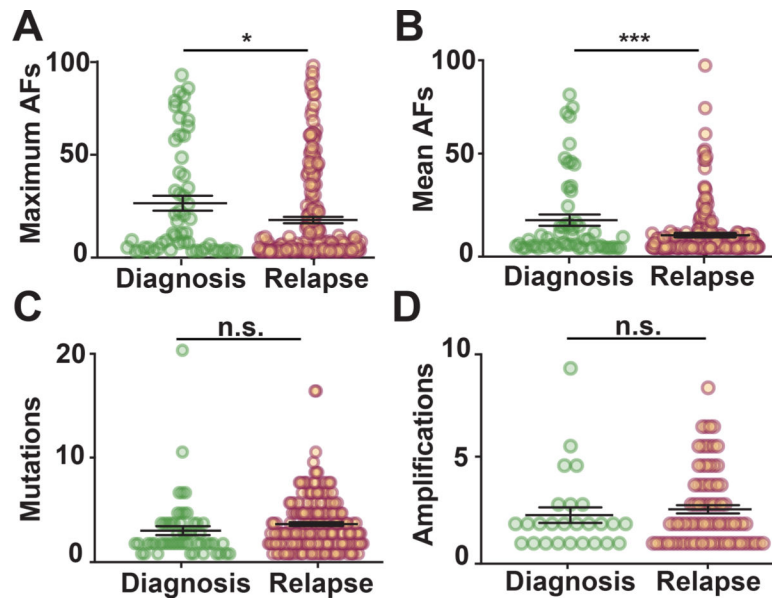 A
*
Maximum AFs
100
50
0
Diagnosis Relapse
B
***
Mean AFs
100
50
0
Diagnosis Relapse
C
n.s.
Mutations
20
10
0
Diagnosis Relapse
D
n.s.
Amplifications
10
5
0
Diagnosis Relapse